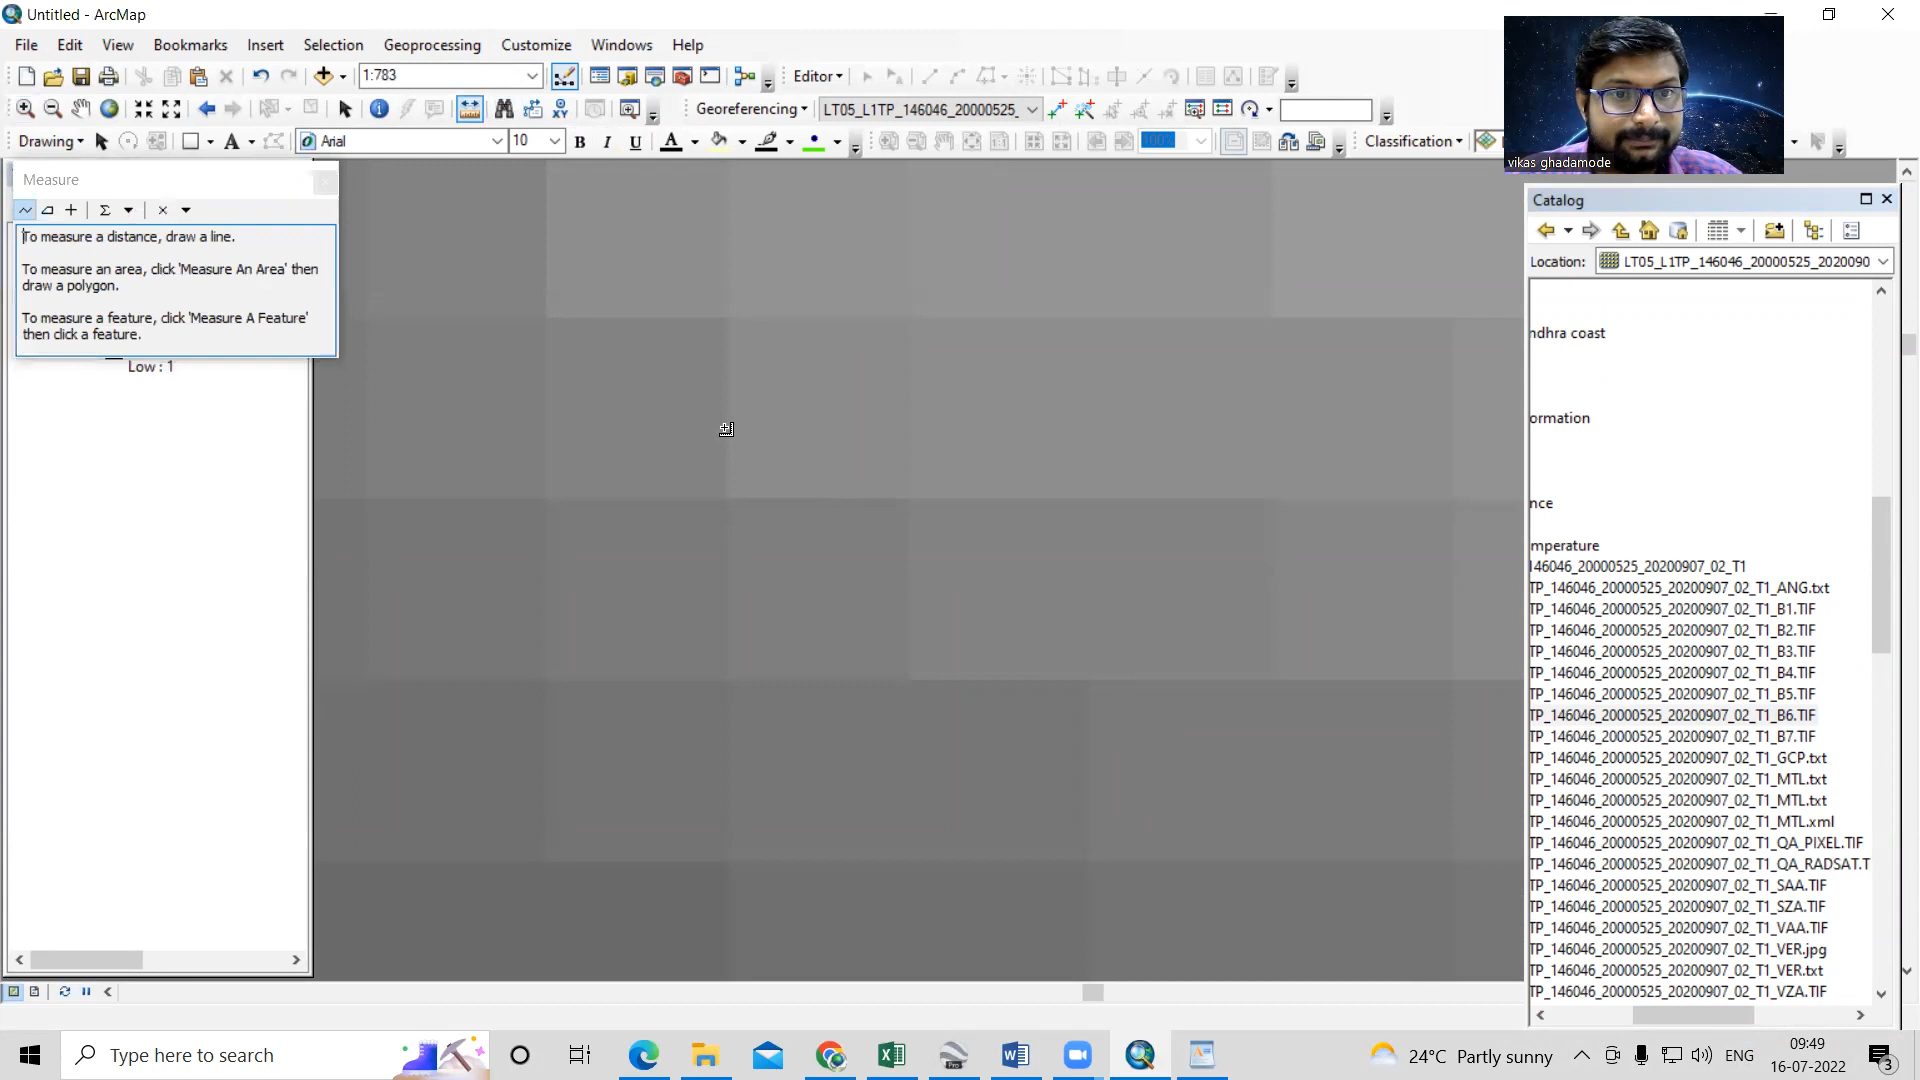 Untitled - ArcMap
File Edit View Bookmarks Insert Selection Geoprocessing Customize Windows Help
1:783
Editor
Georeferencing
LT05_L1TP_146046_20000525_
Drawing
A
Arial
10
B I U A
100%
Classification
vikas ghadamode
Measure
To measure a distance, draw a line.
To measure an area, click 'Measure An Area' then
draw a polygon.
To measure a feature, click 'Measure A Feature'
then click a feature.
Low : 1
Catalog
Location: LT05_L1TP_146046_20000525_2020090
ndhra coast
ormation
nce
mperature
146046_20000525_20200907_02_T1
TP_146046_20000525_20200907_02_T1_ANG.txt
TP_146046_20000525_20200907_02_T1_B1.TIF
TP_146046_20000525_20200907_02_T1_B2.TIF
TP_146046_20000525_20200907_02_T1_B3.TIF
TP_146046_20000525_20200907_02_T1_B4.TIF
TP_146046_20000525_20200907_02_T1_B5.TIF
TP_146046_20000525_20200907_02_T1_B6.TIF
TP_146046_20000525_20200907_02_T1_B7.TIF
TP_146046_20000525_20200907_02_T1_GCP.txt
TP_146046_20000525_20200907_02_T1_MTL.txt
TP_146046_20000525_20200907_02_T1_MTL.txt
TP_146046_20000525_20200907_02_T1_MTL.xml
TP_146046_20000525_20200907_02_T1_QA_PIXEL.TIF
TP_146046_20000525_20200907_02_T1_QA_RADSAT.T
TP_146046_20000525_20200907_02_T1_SAA.TIF
TP_146046_20000525_20200907_02_T1_SZA.TIF
TP_146046_20000525_20200907_02_T1_VAA.TIF
TP_146046_20000525_20200907_02_T1_VER.jpg
TP_146046_20000525_20200907_02_T1_VER.txt
TP_146046_20000525_20200907_02_T1_VZA.TIF
Type here to search
24°C Partly sunny
ENG
09:49
16-07-2022
3